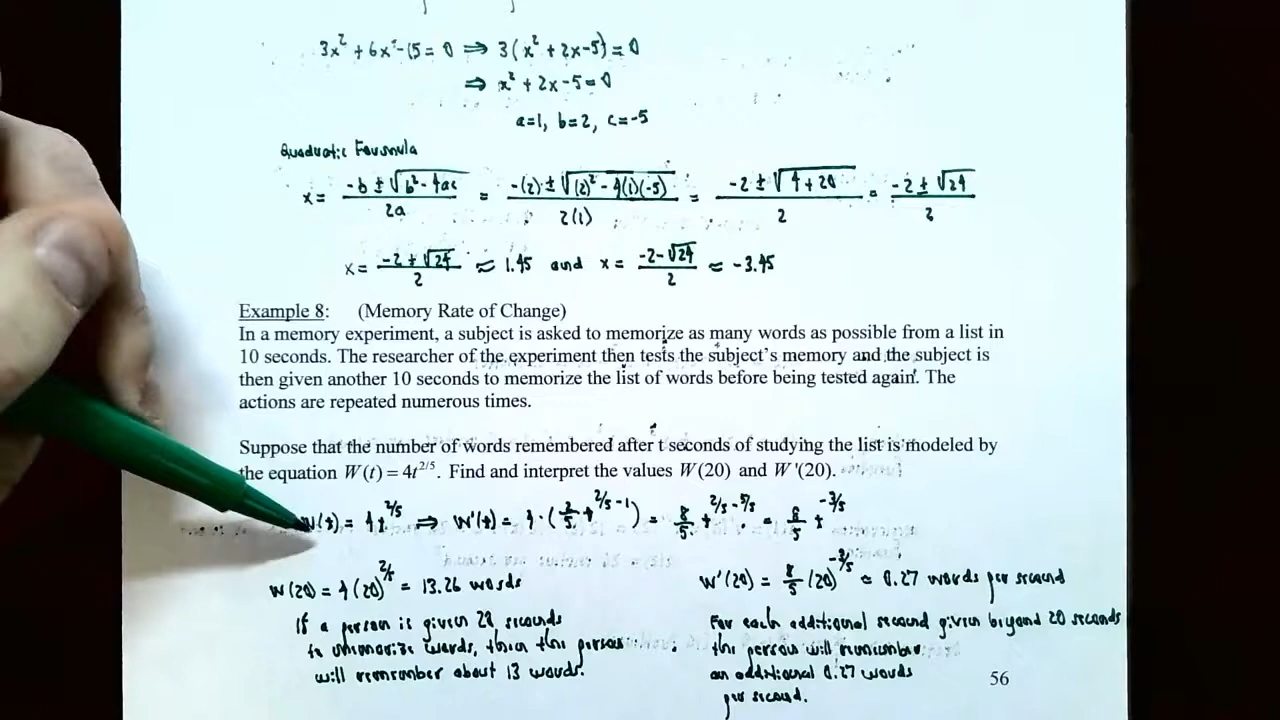 3x² + 6x - 15 = 0 ⇒ 3(x² + 2x-5) = 0
⇒ x² + 2x - 5 = 0
a=1, b=2, c=-5
Quadratic Formula
x = (-b ± √(b² - 4ac))/(2a) = (-(2) ± √((2)² - 4(1)(-5)))/(2(1)) = (-2 ± √(4+20))/2 = (-2 ± √24)/2
x = (-2+√24)/2 ≈ 1.45 and x = (-2-√24)/2 ≈ -3.45
Example 8: (Memory Rate of Change)
In a memory experiment, a subject is asked to memorize as many words as possible from a list in
10 seconds. The researcher of the experiment then tests the subject's memory and the subject is
then given another 10 seconds to memorize the list of words before being tested again. The
actions are repeated numerous times.
Suppose that the number of words remembered after t seconds of studying the list is modeled by
the equation W(t) = 4t^(2/5). Find and interpret the values W(20) and W'(20).
W(t) = 4t^(2/5) ⇒ W'(t) = 4·(2/5 t^(2/5-1)) = 8/5 t^(2/5-5/5) = 8/5 t^(-3/5)
W(20) = 4(20)^(2/5) = 13.26 words
If a person is given 20 seconds
to memorize words, then this person
will remember about 13 words.
W'(20) = 8/5 (20)^(-3/5) ≈ 0.27 words per second
For each additional second given beyond 20 seconds
this person will remember
an additional 0.27 words
per second.
56